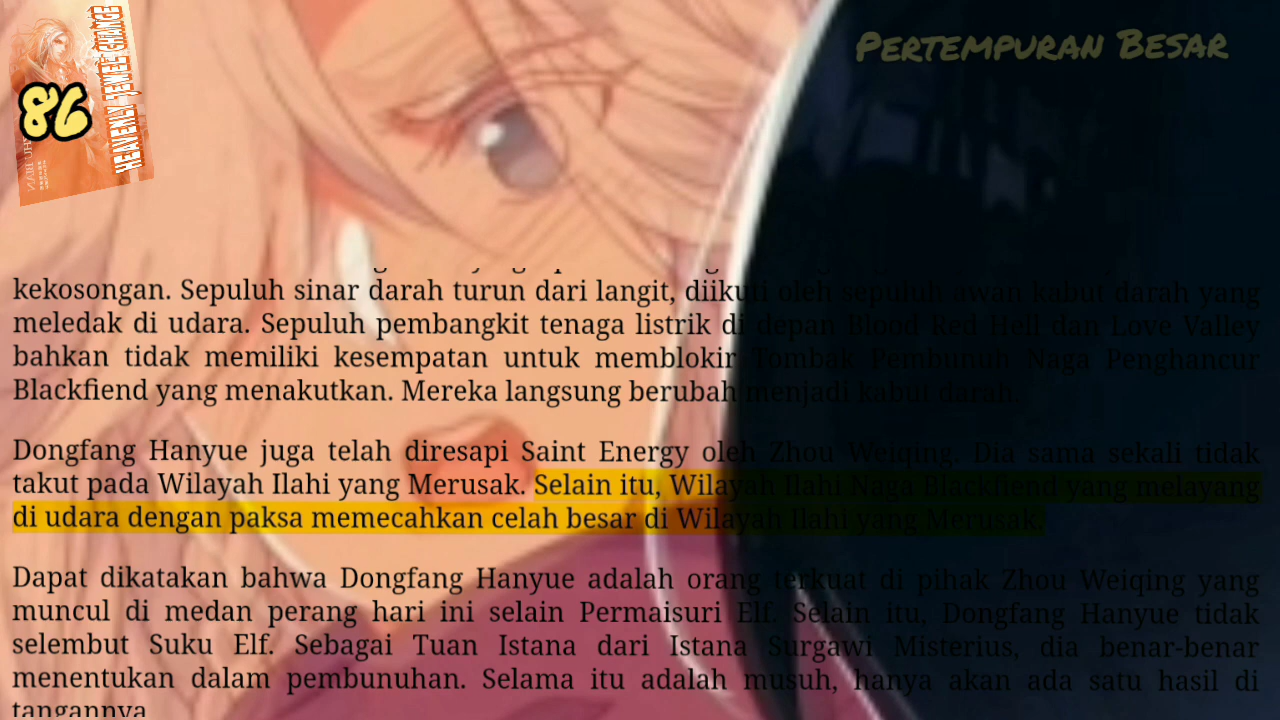 PERTEMPURAN BESAR
86
HEAVENLY JEWEL CHANGE
kekosongan. Sepuluh sinar darah turun dari langit, diikuti oleh sepuluh awan kabut darah yang
meledak di udara. Sepuluh pembangkit tenaga listrik di depan Blood Red Hell dan Love Valley
bahkan tidak memiliki kesempatan untuk memblokir Tombak Pembunuh Naga Penghancur
Blackfiend yang menakutkan. Mereka langsung berubah menjadi kabut darah.
Dongfang Hanyue juga telah diresapi Saint Energy oleh Zhou Weiqing. Dia sama sekali tidak
takut pada Wilayah Ilahi yang Merusak. Selain itu, Wilayah Ilahi Naga Blackfiend yang melayang
di udara dengan paksa memecahkan celah besar di Wilayah Ilahi yang Merusak.
Dapat dikatakan bahwa Dongfang Hanyue adalah orang terkuat di pihak Zhou Weiqing yang
muncul di medan perang hari ini selain Permaisuri Elf. Selain itu, Dongfang Hanyue tidak
selembut Suku Elf. Sebagai Tuan Istana dari Istana Surgawi Misterius, dia benar-benar
menentukan dalam pembunuhan. Selama itu adalah musuh, hanya akan ada satu hasil di
tangannya